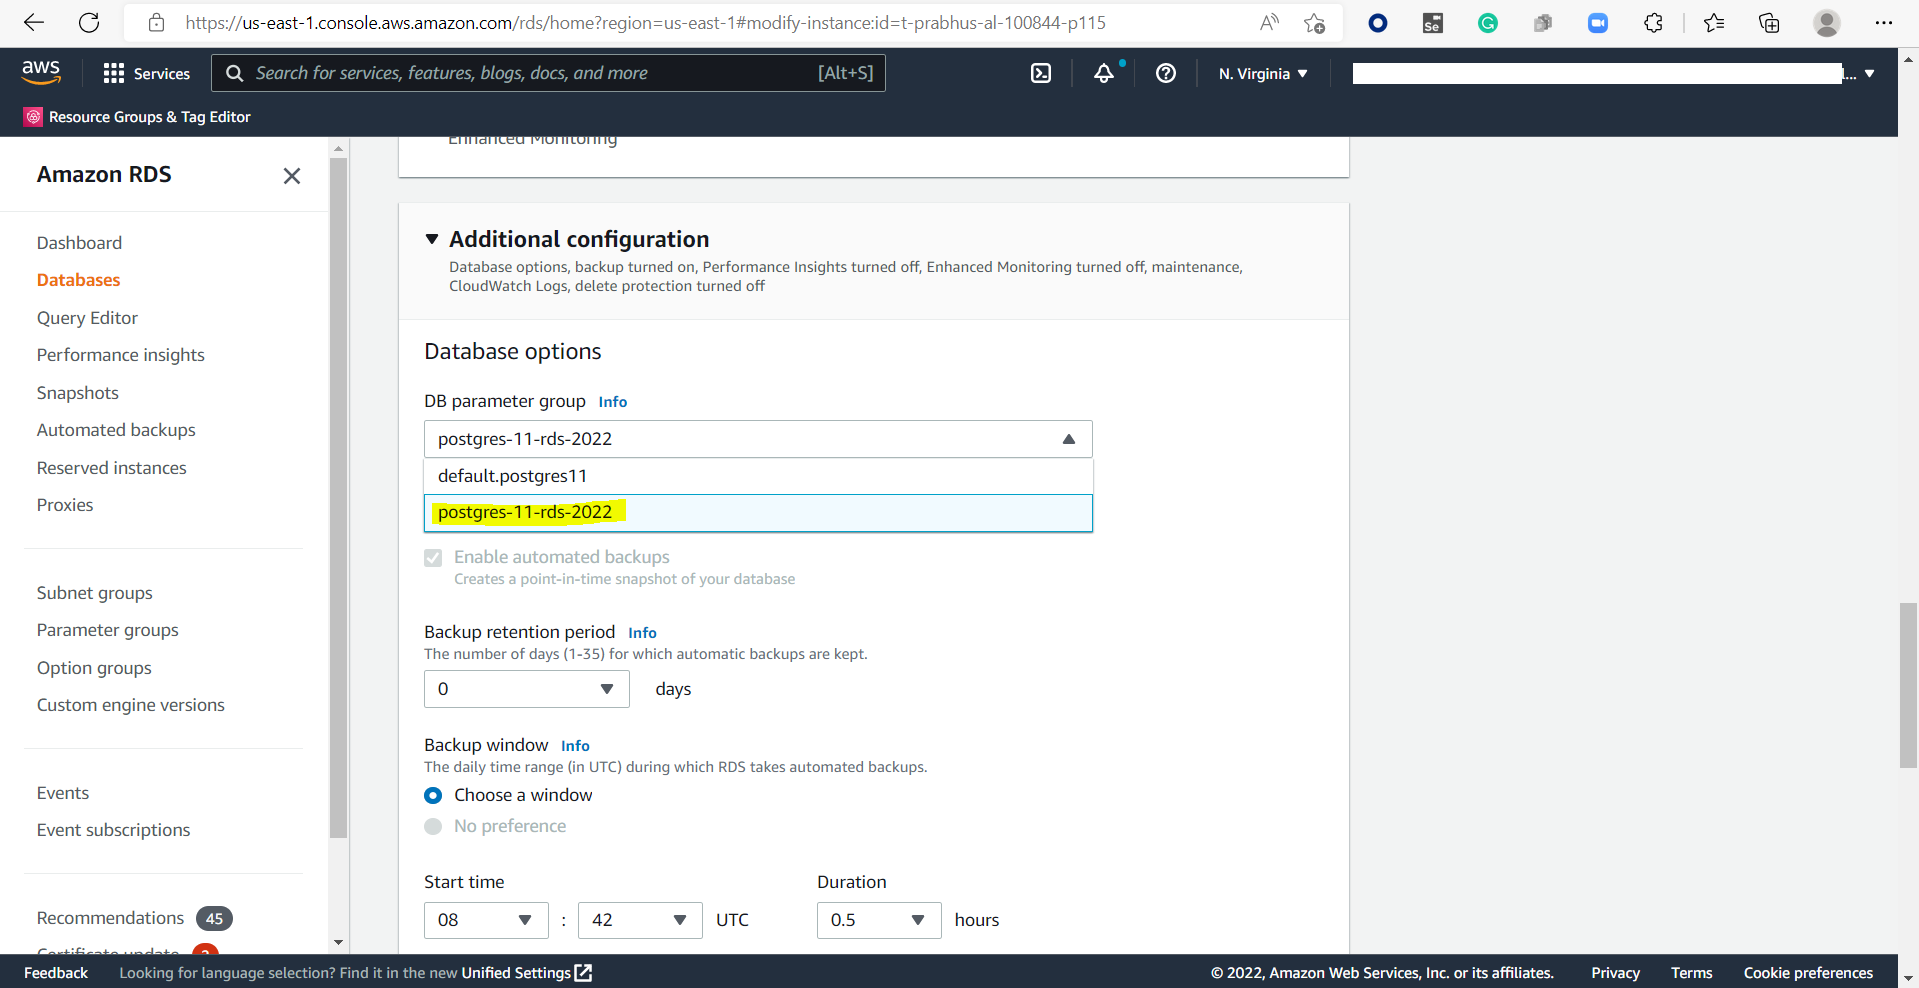 https://us-east-1.console.aws.amazon.com/rds/home?region=us-east-1#modify-instance:id=t-prabhus-al-100844-p115
aws
Services
Search for services, features, blogs, docs, and more [Alt+S]
N. Virginia
...
Resource Groups & Tag Editor
Amazon RDS
Dashboard
Databases
Query Editor
Performance insights
Snapshots
Automated backups
Reserved instances
Proxies
Subnet groups
Parameter groups
Option groups
Custom engine versions
Events
Event subscriptions
Recommendations 45
Certificate update 2
Enhanced Monitoring
Additional configuration
Database options, backup turned on, Performance Insights turned off, Enhanced Monitoring turned off, maintenance,
CloudWatch Logs, delete protection turned off
Database options
DB parameter group Info
postgres-11-rds-2022
default.postgres11
postgres-11-rds-2022
Enable automated backups
Creates a point-in-time snapshot of your database
Backup retention period Info
The number of days (1-35) for which automatic backups are kept.
0 days
Backup window Info
The daily time range (in UTC) during which RDS takes automated backups.
Choose a window
No preference
Start time Duration
08 : 42 UTC 0.5 hours
Feedback Looking for language selection? Find it in the new Unified Settings © 2022, Amazon Web Services, Inc. or its affiliates. Privacy Terms Cookie preferences